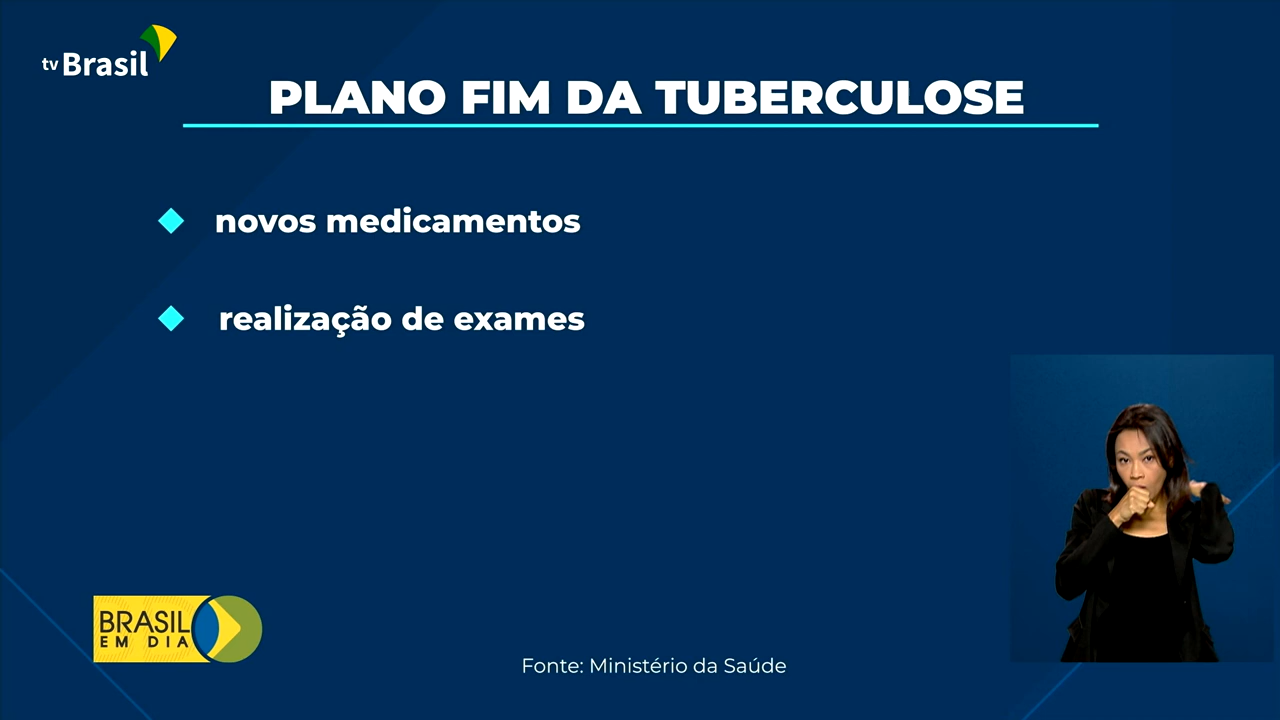 tv Brasil
PLANO FIM DA TUBERCULOSE
novos medicamentos
realização de exames
BRASIL
EM DIA
Fonte: Ministério da Saúde